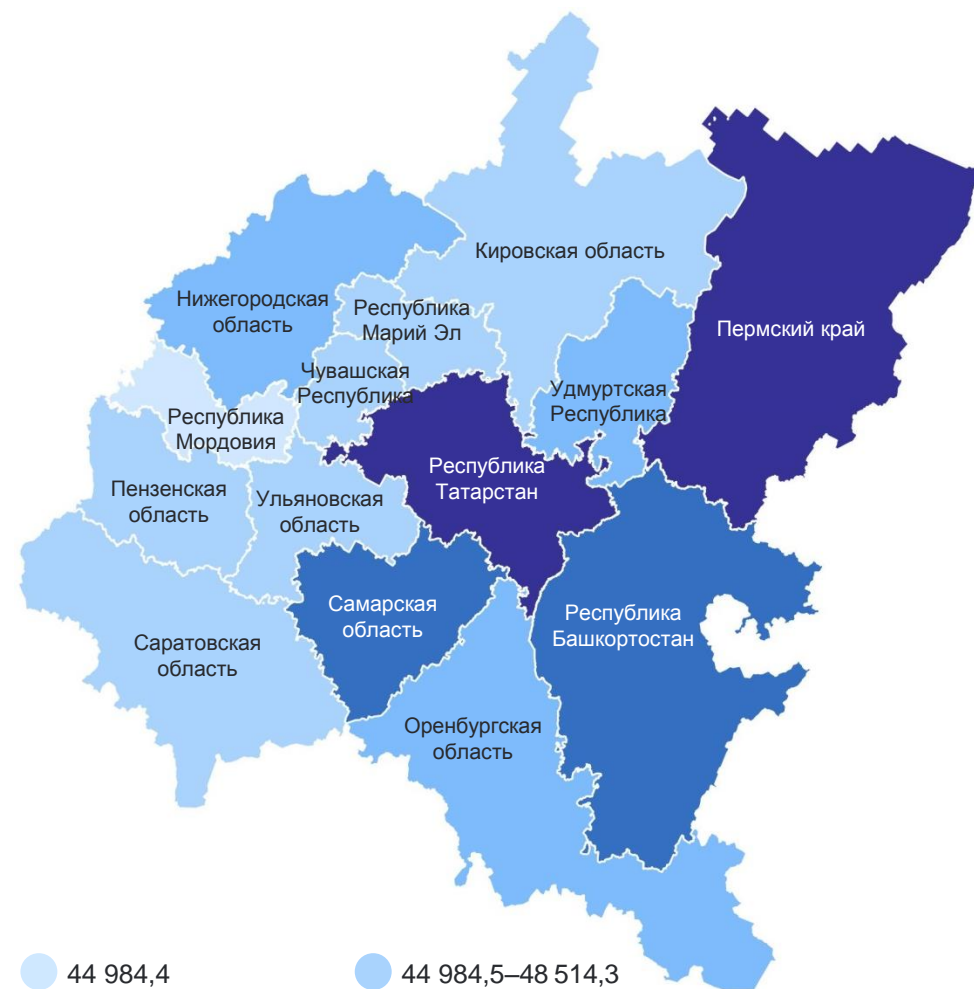 Кировская область
Нижегородская
область
Республика
Марий Эл
Пермский край
Чувашская
Республика
Удмуртская
Республика
Республика
Мордовия
Республика
Татарстан
Пензенская
область
Ульяновская
область
Самарская
область
Республика
Башкортостан
Саратовская
область
Оренбургская
область
44 984,4
44 984,5–48 514,3